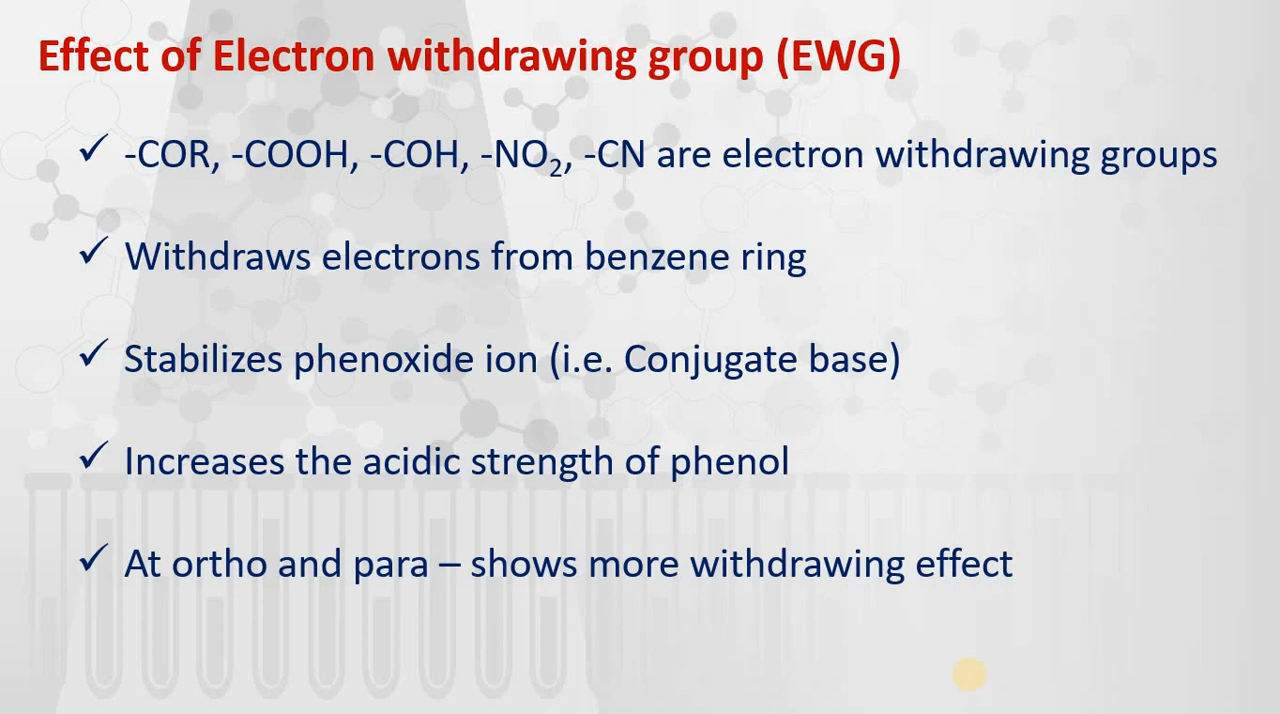 Effect of Electron withdrawing group (EWG)
✓ -COR, -COOH, -COH, -NO₂, -CN are electron withdrawing groups
✓ Withdraws electrons from benzene ring
✓ Stabilizes phenoxide ion (i.e. Conjugate base)
✓ Increases the acidic strength of phenol
✓ At ortho and para – shows more withdrawing effect